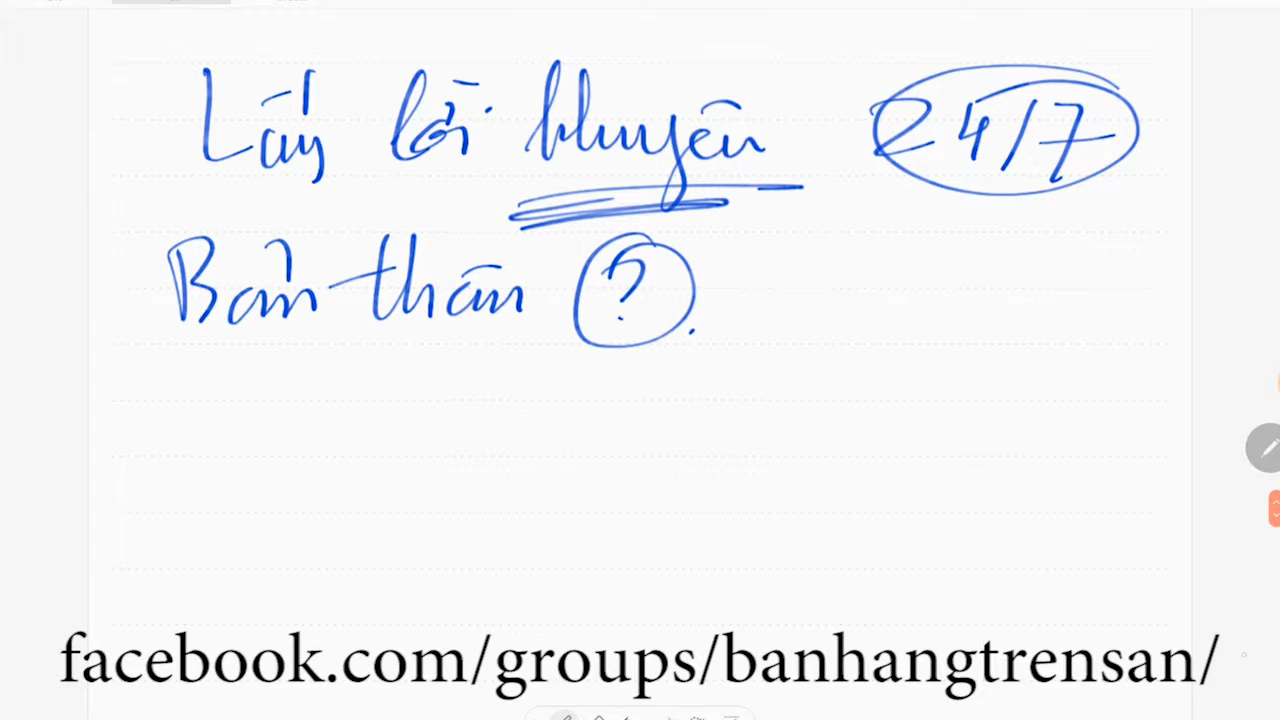 Lấy lời khuyên 24/7
Bản thân ?
facebook.com/groups/banhangtrensan/